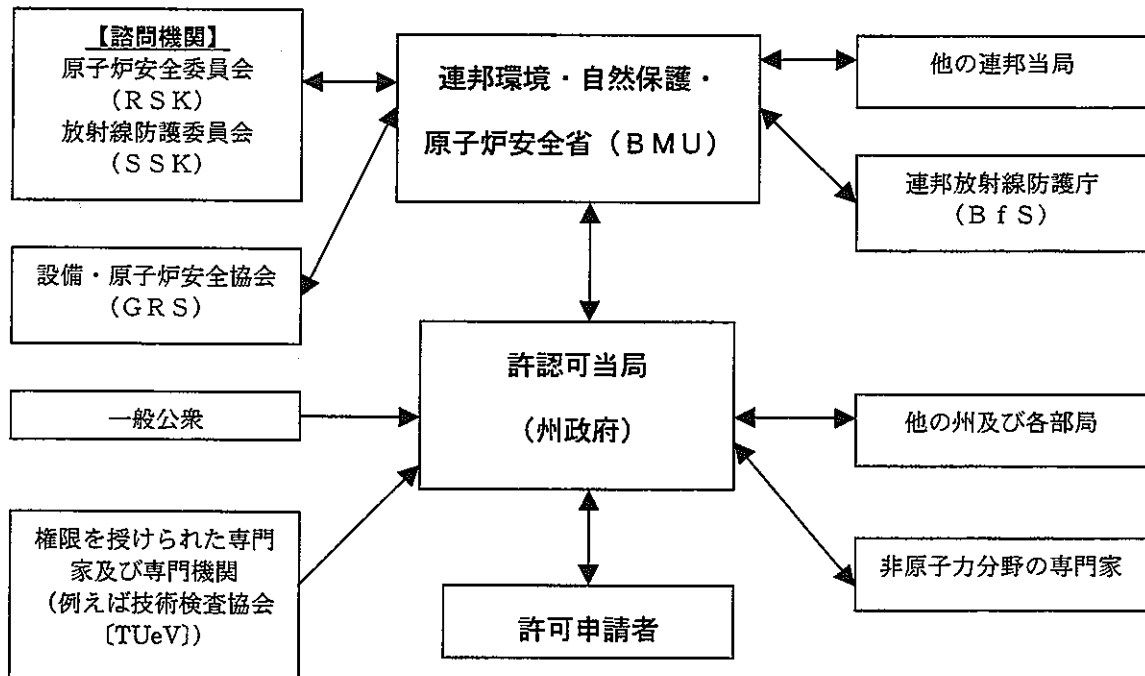 【諮問機関】
原子炉安全委員会
（ＲＳＫ）
放射線防護委員会
（ＳＳＫ）
連邦環境・自然保護・
原子炉安全省（ＢＭＵ）
他の連邦当局
連邦放射線防護庁
（ＢｆＳ）
設備・原子炉安全協会
（ＧＲＳ）
許認可当局
（州政府）
一般公衆
他の州及び各部局
権限を授けられた専門
家及び専門機関
（例えば技術検査協会
〔TUeV〕）
非原子力分野の専門家
許可申請者